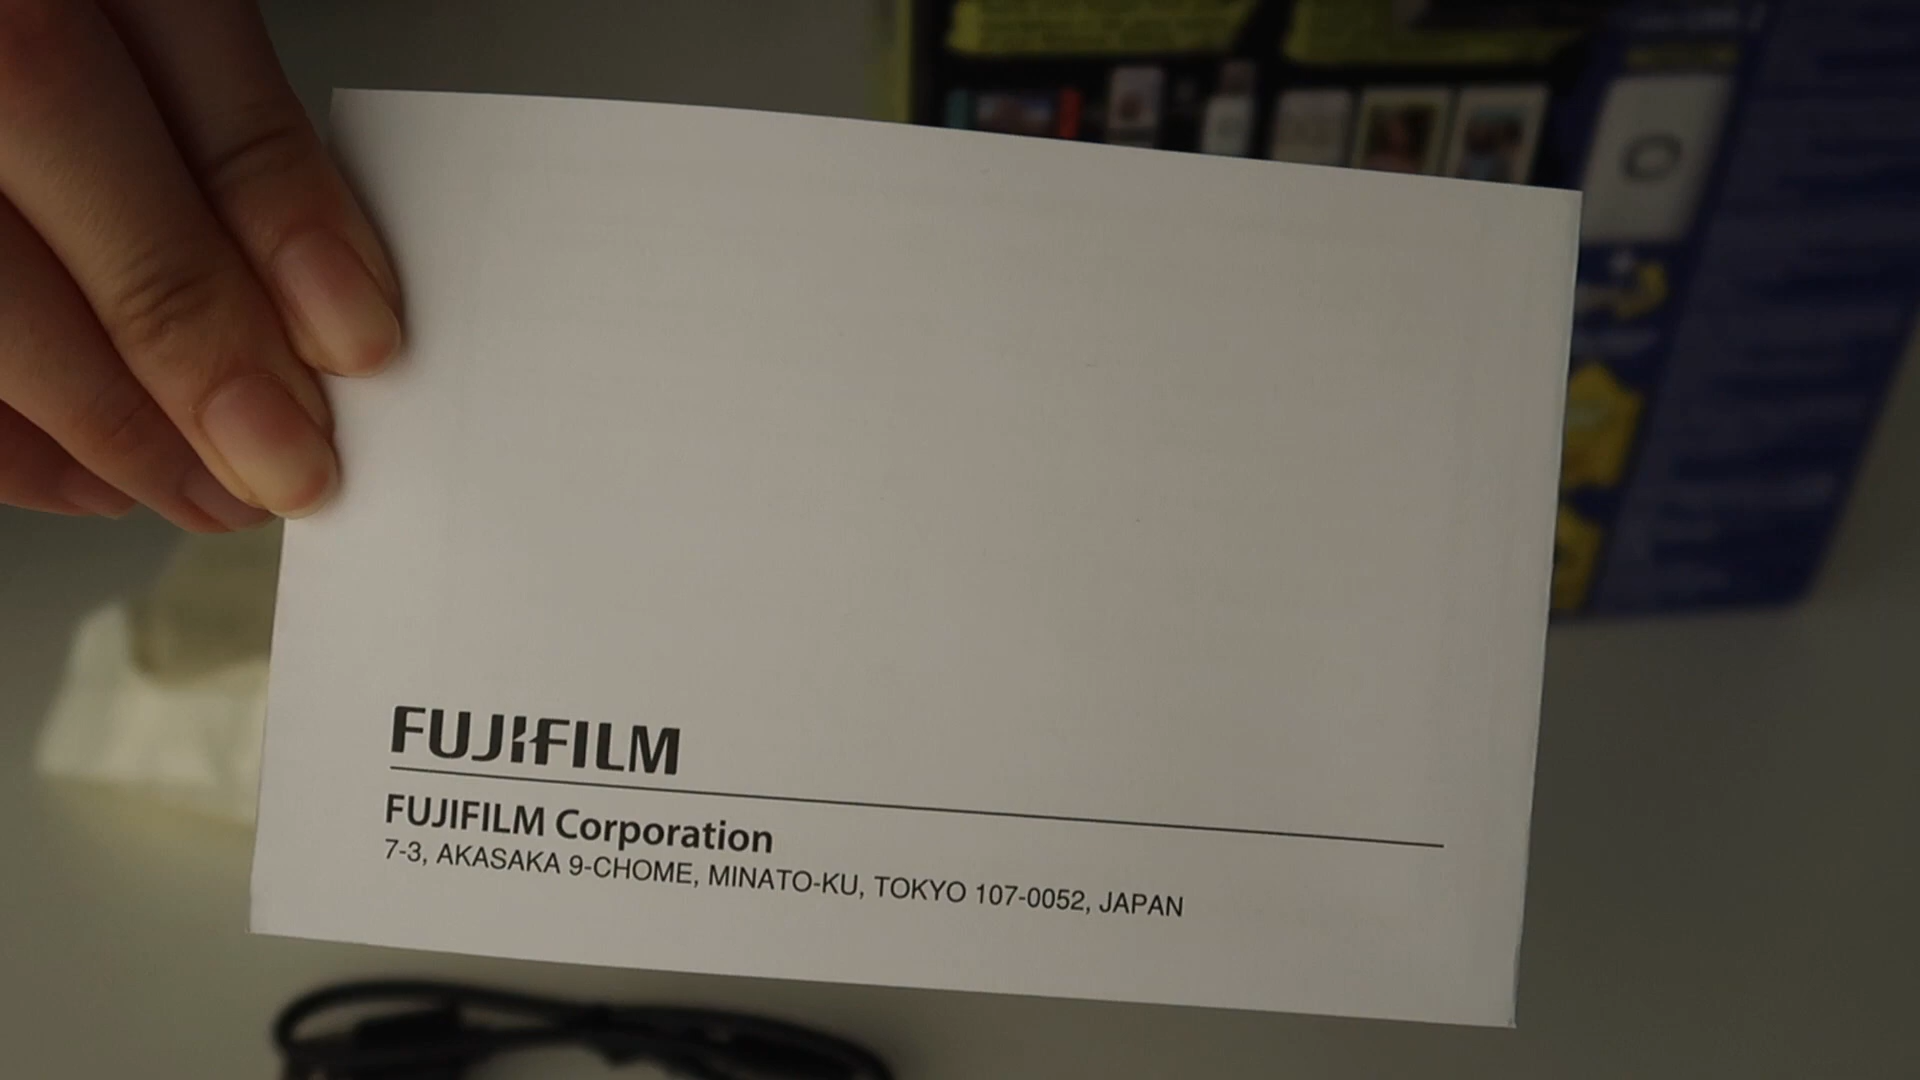 FUJIFILM
FUJIFILM Corporation
7-3, AKASAKA 9-CHOME, MINATO-KU, TOKYO 107-0052, JAPAN